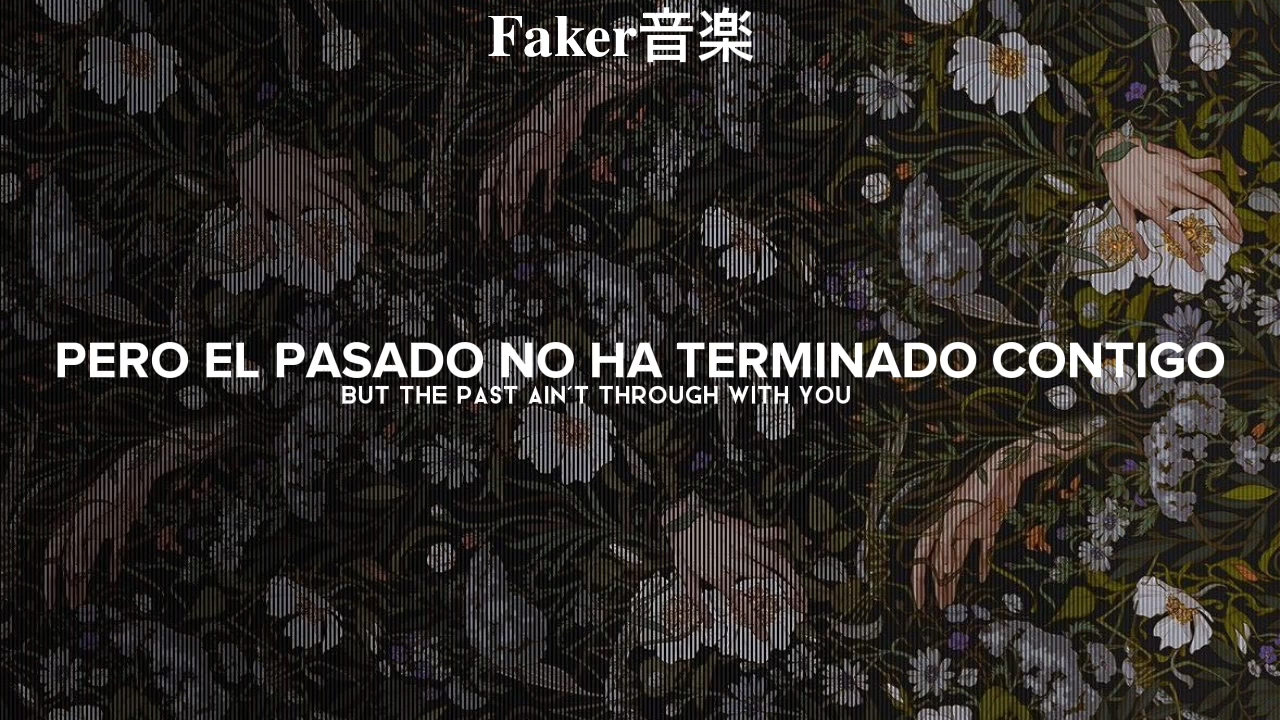 Faker音楽
PERO EL PASADO NO HA TERMINADO CONTIGO
BUT THE PAST AIN´T THROUGH WITH YOU